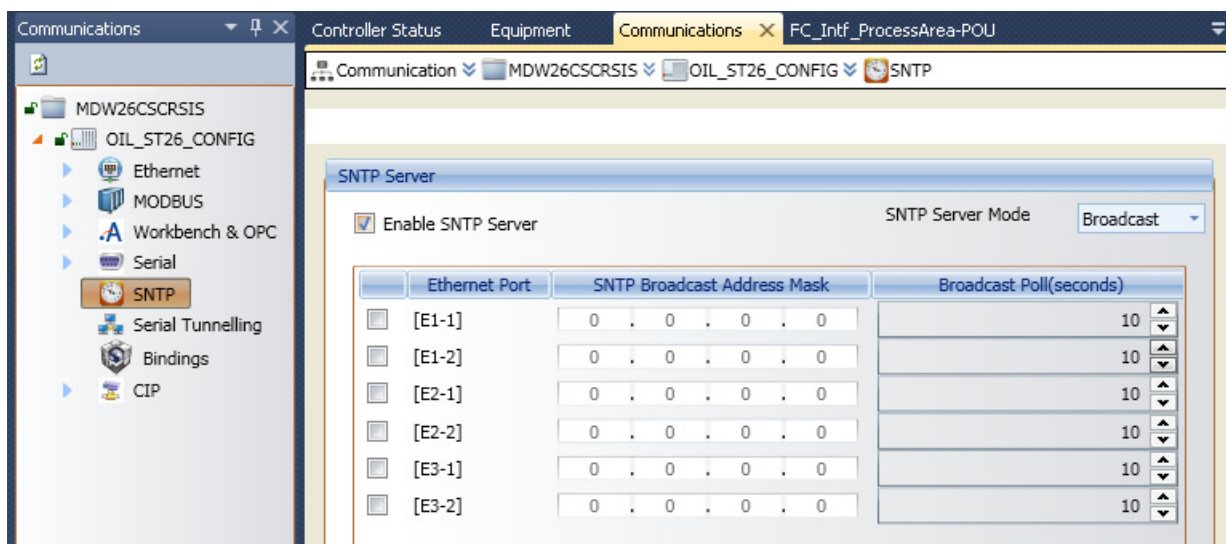 Communications
Controller Status Equipment Communications FC_Intf_ProcessArea-POU
Communication MDW26CSCRSIS OIL_ST26_CONFIG SNTP
MDW26CSCRSIS
OIL_ST26_CONFIG
Ethernet
MODBUS
Workbench & OPC
Serial
SNTP
Serial Tunnelling
Bindings
CIP
SNTP Server
Enable SNTP Server SNTP Server Mode Broadcast
Ethernet Port SNTP Broadcast Address Mask Broadcast Poll(seconds)
[E1-1] 0 . 0 . 0 . 0 10
[E1-2] 0 . 0 . 0 . 0 10
[E2-1] 0 . 0 . 0 . 0 10
[E2-2] 0 . 0 . 0 . 0 10
[E3-1] 0 . 0 . 0 . 0 10
[E3-2] 0 . 0 . 0 . 0 10